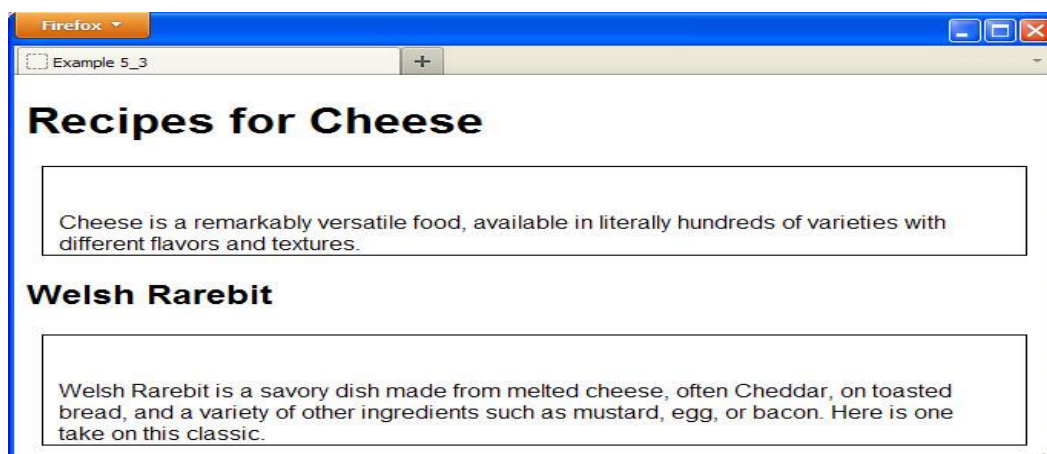 Firefox
Example 5_3
Recipes for Cheese
Cheese is a remarkably versatile food, available in literally hundreds of varieties with
different flavors and textures.
Welsh Rarebit
Welsh Rarebit is a savory dish made from melted cheese, often Cheddar, on toasted
bread, and a variety of other ingredients such as mustard, egg, or bacon. Here is one
take on this classic.